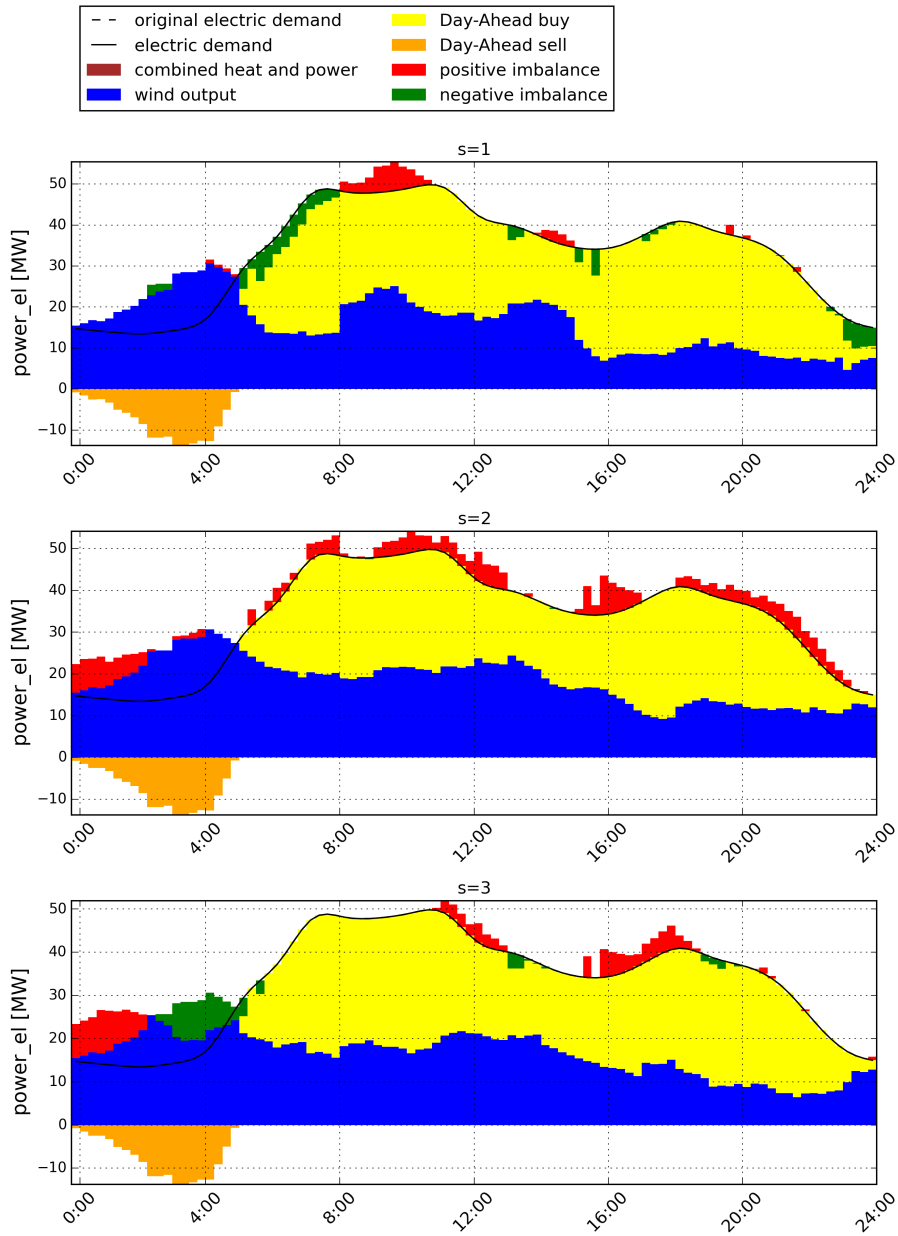 original electric demand
electric demand
combined heat and power
wind output
Day-Ahead buy
Day-Ahead sell
positive imbalance
negative imbalance
s=1
power_el [MW]
50
40
30
20
10
0
−10
0:00 4:00 8:00 12:00 16:00 20:00 24:00
s=2
power_el [MW]
50
40
30
20
10
0
−10
0:00 4:00 8:00 12:00 16:00 20:00 24:00
s=3
power_el [MW]
50
40
30
20
10
0
−10
0:00 4:00 8:00 12:00 16:00 20:00 24:00